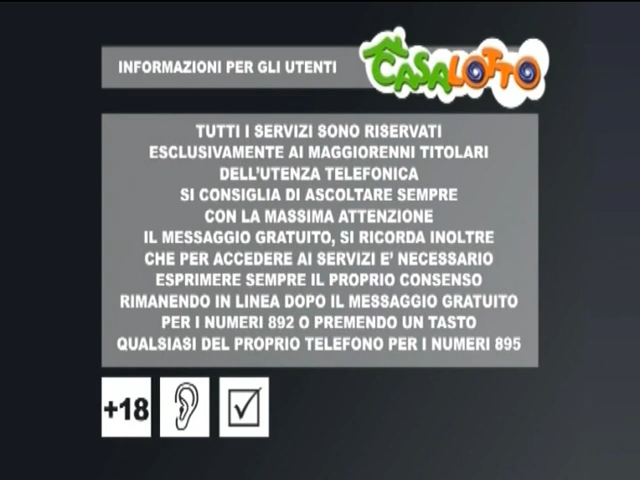 INFORMAZIONI PER GLI UTENTI
CASALOTTO
TUTTI I SERVIZI SONO RISERVATI
ESCLUSIVAMENTE AI MAGGIORENNI TITOLARI
DELL'UTENZA TELEFONICA
SI CONSIGLIA DI ASCOLTARE SEMPRE
CON LA MASSIMA ATTENZIONE
IL MESSAGGIO GRATUITO, SI RICORDA INOLTRE
CHE PER ACCEDERE AI SERVIZI E' NECESSARIO
ESPRIMERE SEMPRE IL PROPRIO CONSENSO
RIMANENDO IN LINEA DOPO IL MESSAGGIO GRATUITO
PER I NUMERI 892 O PREMENDO UN TASTO
QUALSIASI DEL PROPRIO TELEFONO PER I NUMERI 895
+18